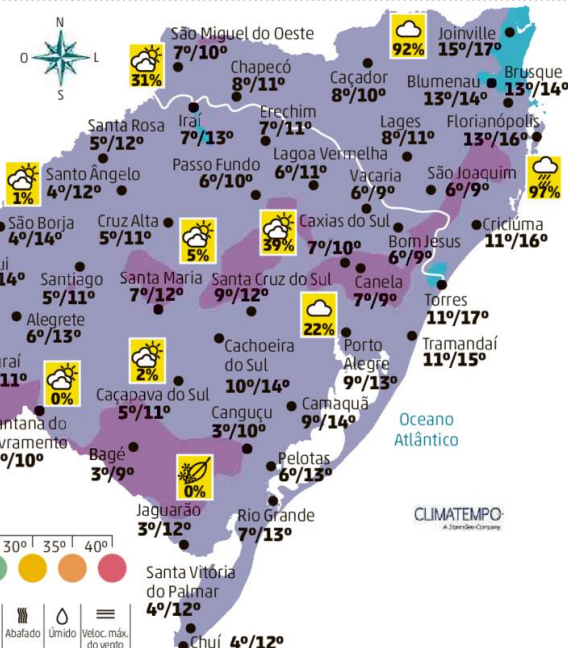 N
O
L
S
São Miguel do Oeste
7º/10º
31%
92%
Joinville
15º/17º
Chapecó
8º/11º
Caçador
8º/10º
Blumenau
13º/14º
Brusque
13º/14º
Santa Rosa
5º/12º
Iraí
7º/13º
Erechim
7º/11º
Lages
8º/11º
Florianópolis
13º/16º
1%
Santo Ângelo
4º/12º
Passo Fundo
6º/10º
Lagoa Vermelha
6º/11º
Vacaria
6º/9º
São Joaquim
6º/9º
97%
São Borja
4º/14º
Cruz Alta
5º/11º
5%
39%
Caxias do Sul
7º/10º
Bom Jesus
6º/9º
Criciúma
11º/16º
ui
14º
Santiago
5º/11º
Santa Maria
7º/12º
Santa Cruz do Sul
9º/12º
Canela
7º/9º
Torres
11º/17º
Alegrete
6º/13º
22%
Cachoeira
do Sul
10º/14º
Porto
Alegre
9º/13º
Tramandaí
11º/15º
raí
11º
0%
2%
Caçapava do Sul
5º/11º
Canguçu
3º/10º
Camaquã
9º/14º
Oceano
Atlântico
antana do
vramento
º/10º
Bagé
3º/9º
0%
Pelotas
6º/13º
Jaguarão
3º/12º
Rio Grande
7º/13º
CLIMATEMPO
A StormGeo Company
30º
35º
40º
Santa Vitória
do Palmar
4º/12º
Abafado
Úmido
Veloc. máx.
do vento
Chuí 4º/12º